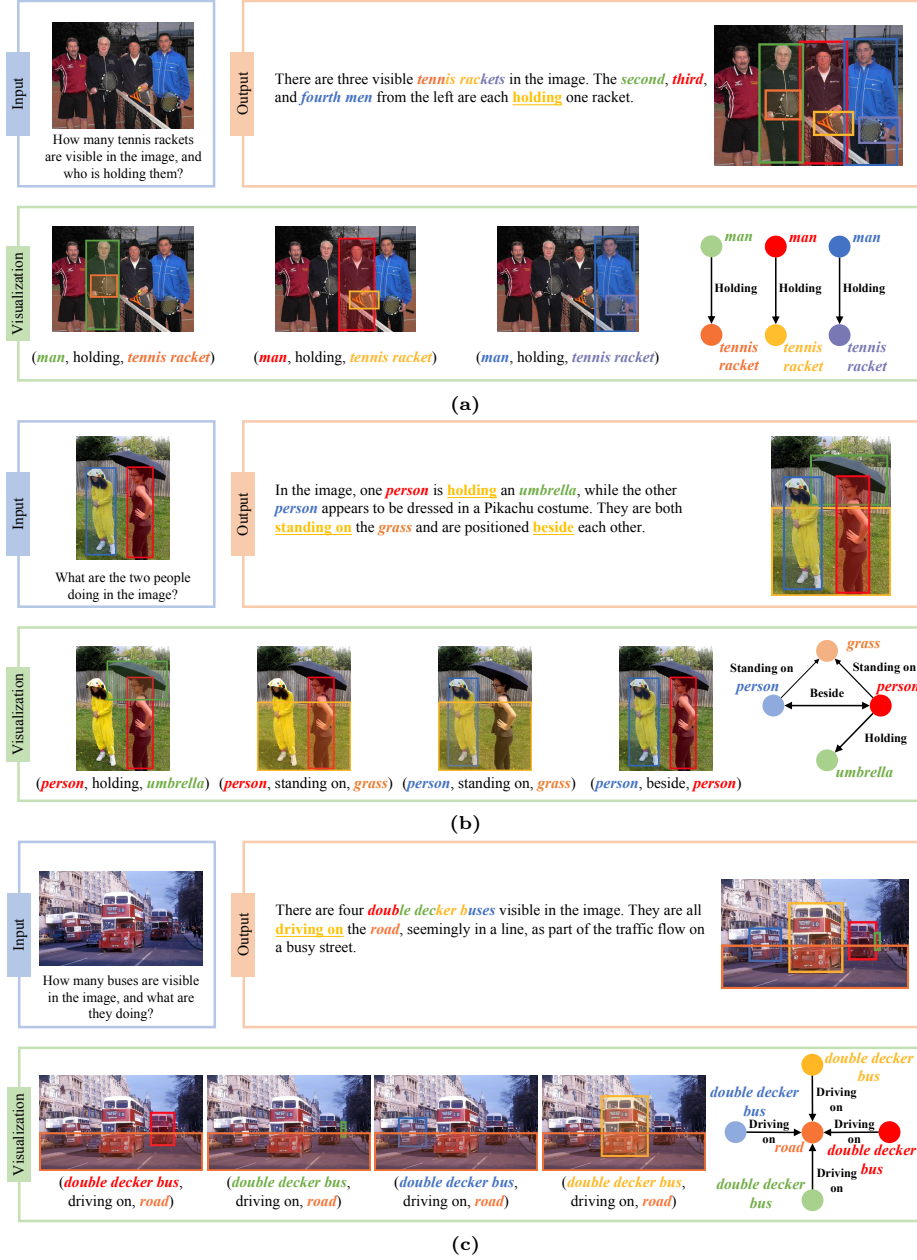 Input
How many tennis rackets
are visible in the image, and
who is holding them?
Output
There are three visible tennis rackets in the image. The second, third,
and fourth men from the left are each holding one racket.
Visualization
(man, holding, tennis racket)
(man, holding, tennis racket)
(man, holding, tennis racket)
man
man
man
Holding
Holding
Holding
tennis
racket
tennis
racket
tennis
racket
(a)
Input
What are the two people
doing in the image?
Output
In the image, one person is holding an umbrella, while the other
person appears to be dressed in a Pikachu costume. They are both
standing on the grass and are positioned beside each other.
Visualization
(person, holding, umbrella)
(person, standing on, grass)
(person, standing on, grass)
(person, beside, person)
grass
Standing on
Standing on
person
Beside
person
Holding
umbrella
(b)
Input
How many buses are visible
in the image, and what are
they doing?
Output
There are four double decker buses visible in the image. They are all
driving on the road, seemingly in a line, as part of the traffic flow on
a busy street.
Visualization
(double decker bus,
driving on, road)
(double decker bus,
driving on, road)
(double decker bus,
driving on, road)
(double decker bus,
driving on, road)
double decker
bus
double decker
bus
Driving
on
Driving
on
Driving
on
road
double decker
bus
double decker
bus
Driving
on
(c)